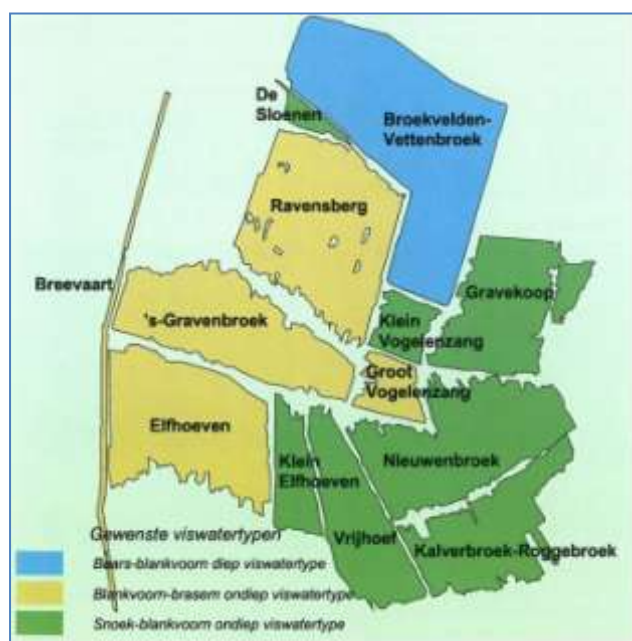 De
Sloenen
Broekvelden-
Vettenbroek
Ravensberg
Breevaart
's-Gravenbroek
Gravekoop
Klein
Vogelenzang
Groot
Vogelenzang
Elfhoeven
Klein
Elfhoeven
Nieuwenbroek
Vrijhoef
Kalverbroek-Roggebroek
Gewenste viswatertypen
Baars-blankvoorn diep viswatertype
Blankvoorn-brasem ondiep viswatertype
Snoek-blankvoorn ondiep viswatertype